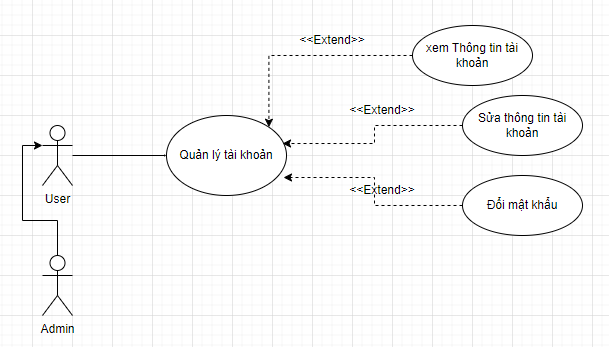 <<Extend>>
xem Thông tin tài
khoản
<<Extend>>
Sửa thông tin tài
khoản
Quản lý tài khoản
<<Extend>>
Đổi mật khẩu
User
Admin